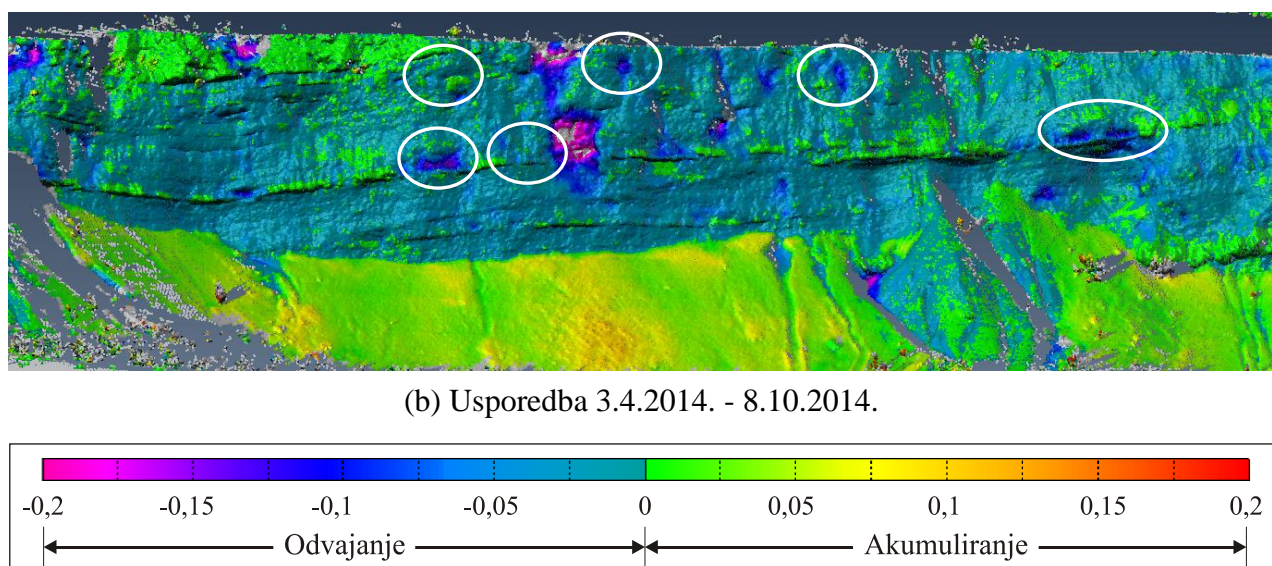 (b) Usporedba 3.4.2014. - 8.10.2014.
-0,2 -0,15 -0,1 -0,05 0 0,05 0,1 0,15 0,2
Odvajanje Akumuliranje